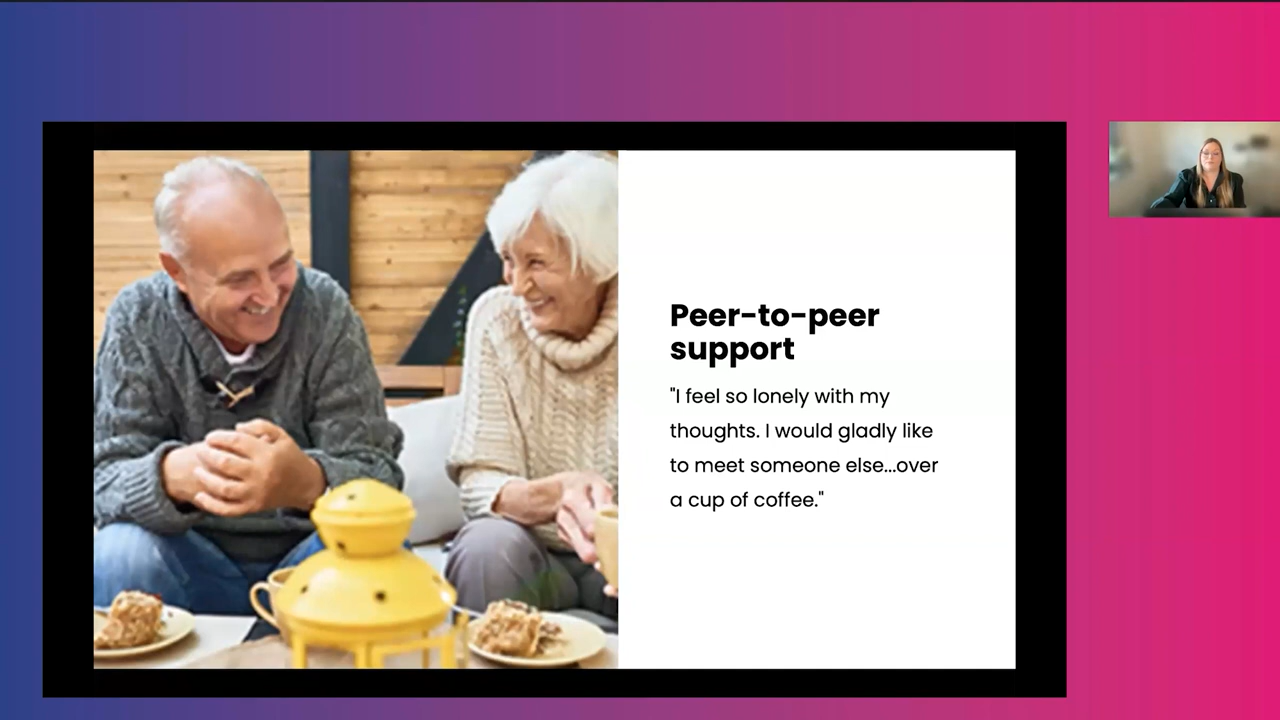 Peer-to-peer
support
"I feel so lonely with my
thoughts. I would gladly like
to meet someone else...over
a cup of coffee."